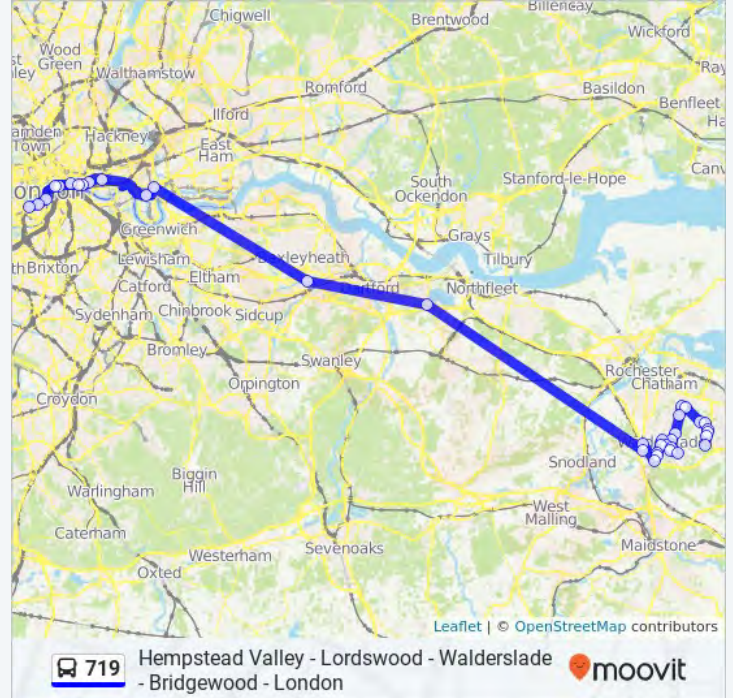 Chigwell
Brentwood
Billericay
Wickford
Wood
Green
Walthamstow
Romford
Basildon
Benfleet
Ilford
Hackney
East
Ham
Town
South
Ockendon
Stanford-le-Hope
Greenwich
Grays
Tilbury
Brixton
Lewisham
Bexleyheath
Catford
Eltham
Dartford
Northfleet
Sydenham
Chinbrook
Sidcup
Bromley
Swanley
Rochester
Orpington
Chatham
Croydon
Snodland
Biggin
Hill
Warlingham
West
Malling
Caterham
Westerham
Sevenoaks
Maidstone
Oxted
Leaflet | © OpenStreetMap contributors
719
Hempstead Valley - Lordswood - Walderslade
- Bridgewood - London
moovit